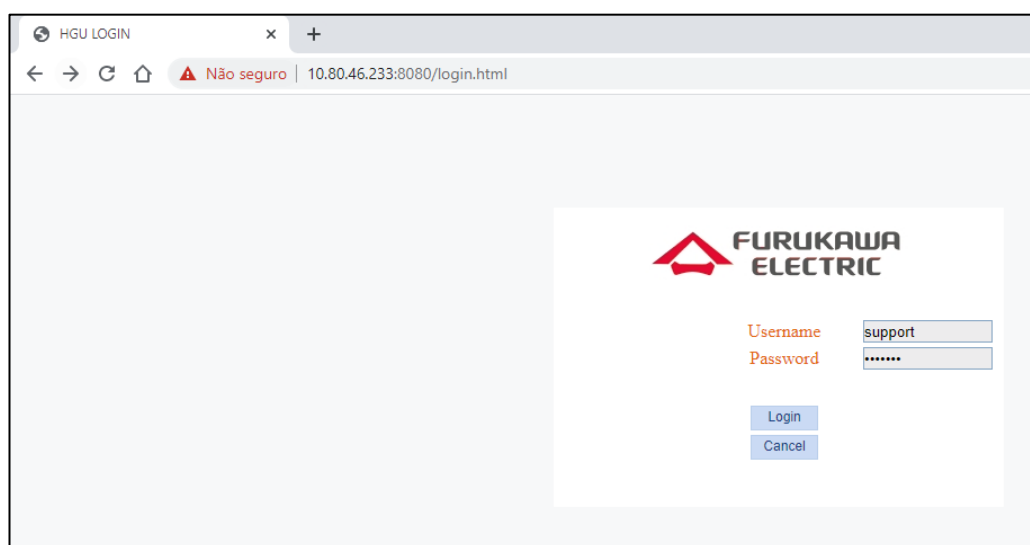 HGU LOGIN
Não seguro | 10.80.46.233:8080/login.html
FURUKAWA
ELECTRIC
Username support
Password •••••••
Login
Cancel